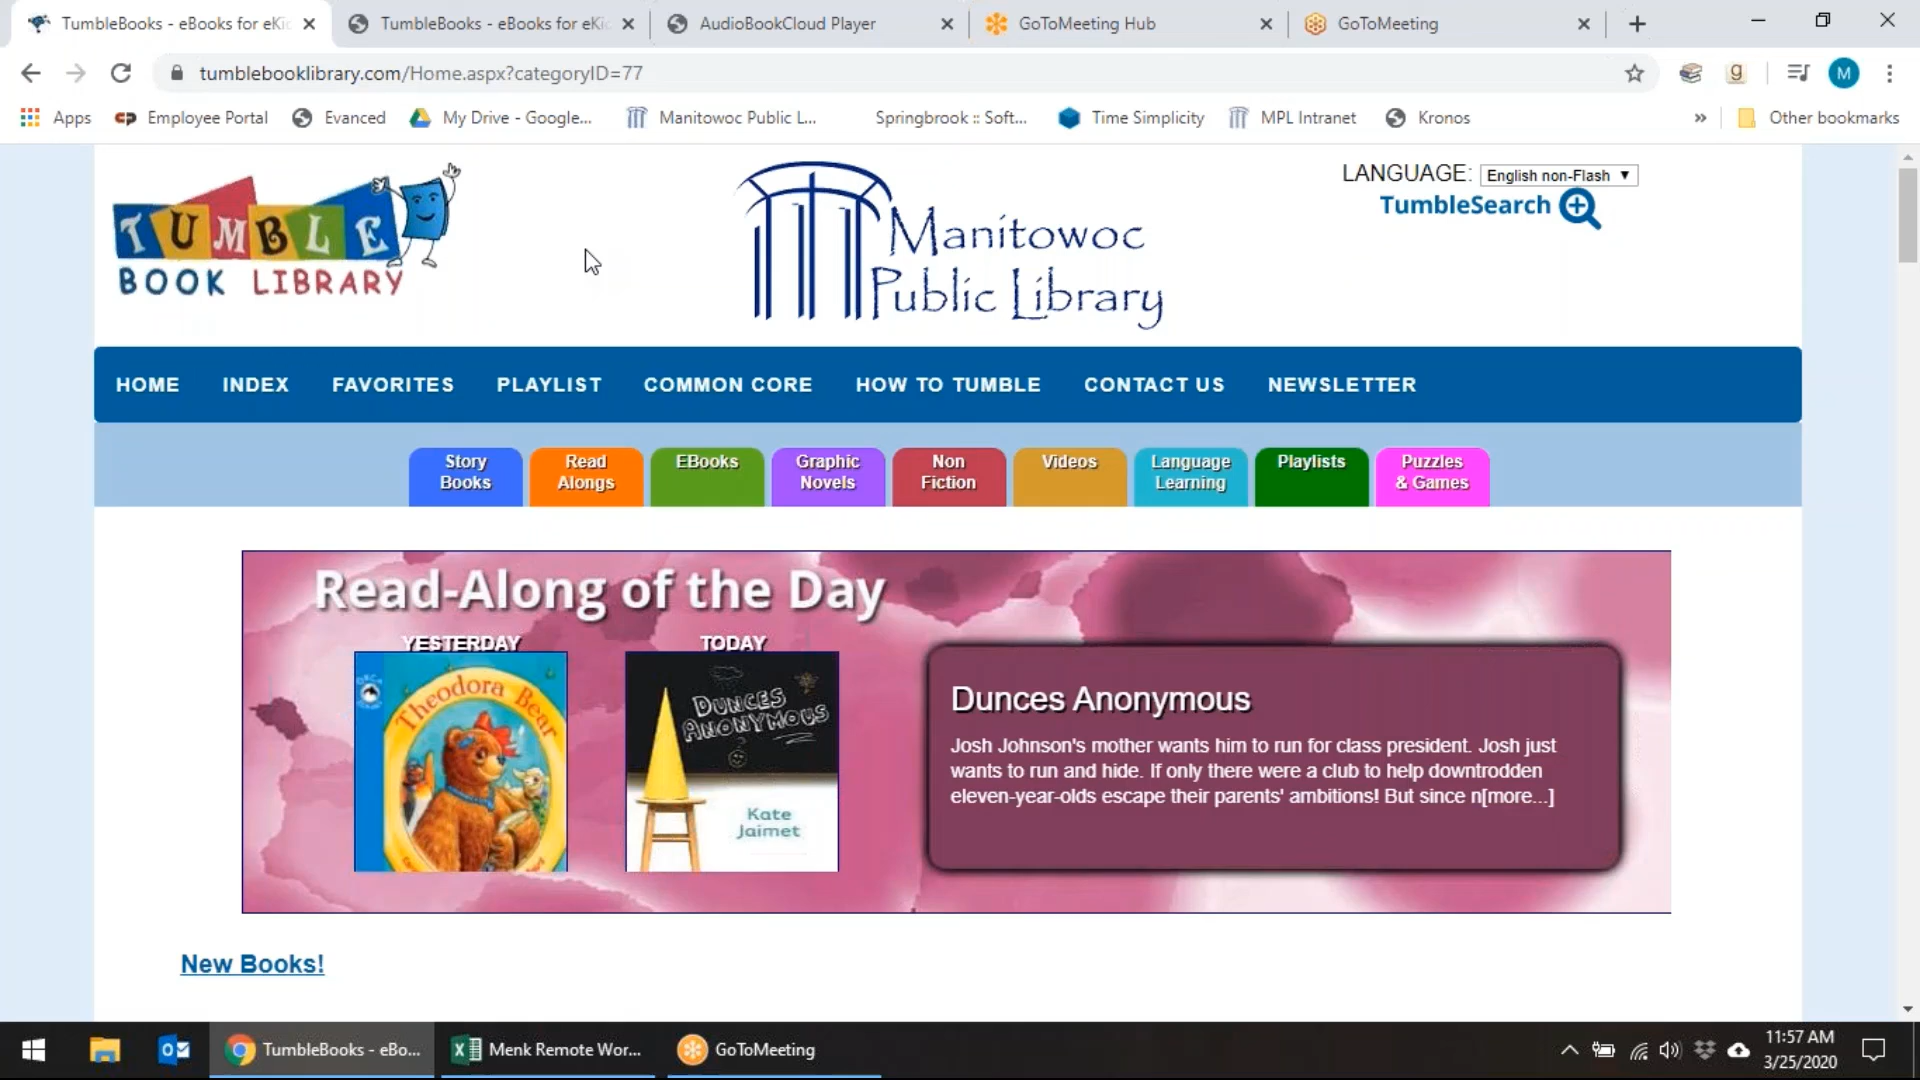 TumbleBooks - eBooks for eKi
TumbleBooks - eBooks for eKi
AudioBookCloud Player
GoToMeeting Hub
GoToMeeting
tumblebooklibrary.com/Home.aspx?categoryID=77
g
M
Apps
Employee Portal
Evanced
My Drive - Google...
Manitowoc Public L...
Springbrook :: Soft...
Time Simplicity
MPL Intranet
Kronos
»
Other bookmarks
TUMBLE
BOOK LIBRARY
Manitowoc
Public Library
LANGUAGE: English non-Flash
TumbleSearch
HOME
INDEX
FAVORITES
PLAYLIST
COMMON CORE
HOW TO TUMBLE
CONTACT US
NEWSLETTER
Story
Books
Read
Alongs
EBooks
Graphic
Novels
Non
Fiction
Videos
Language
Learning
Playlists
Puzzles
& Games
Read-Along of the Day
YESTERDAY
TODAY
ORCA
Theodora Bear
DUNCES
ANONYMOUS
Kate
Jaimet
Dunces Anonymous
Josh Johnson's mother wants him to run for class president. Josh just
wants to run and hide. If only there were a club to help downtrodden
eleven-year-olds escape their parents' ambitions! But since n[more...]
New Books!
TumbleBooks - eBo...
Menk Remote Wor...
GoToMeeting
11:57 AM
3/25/2020